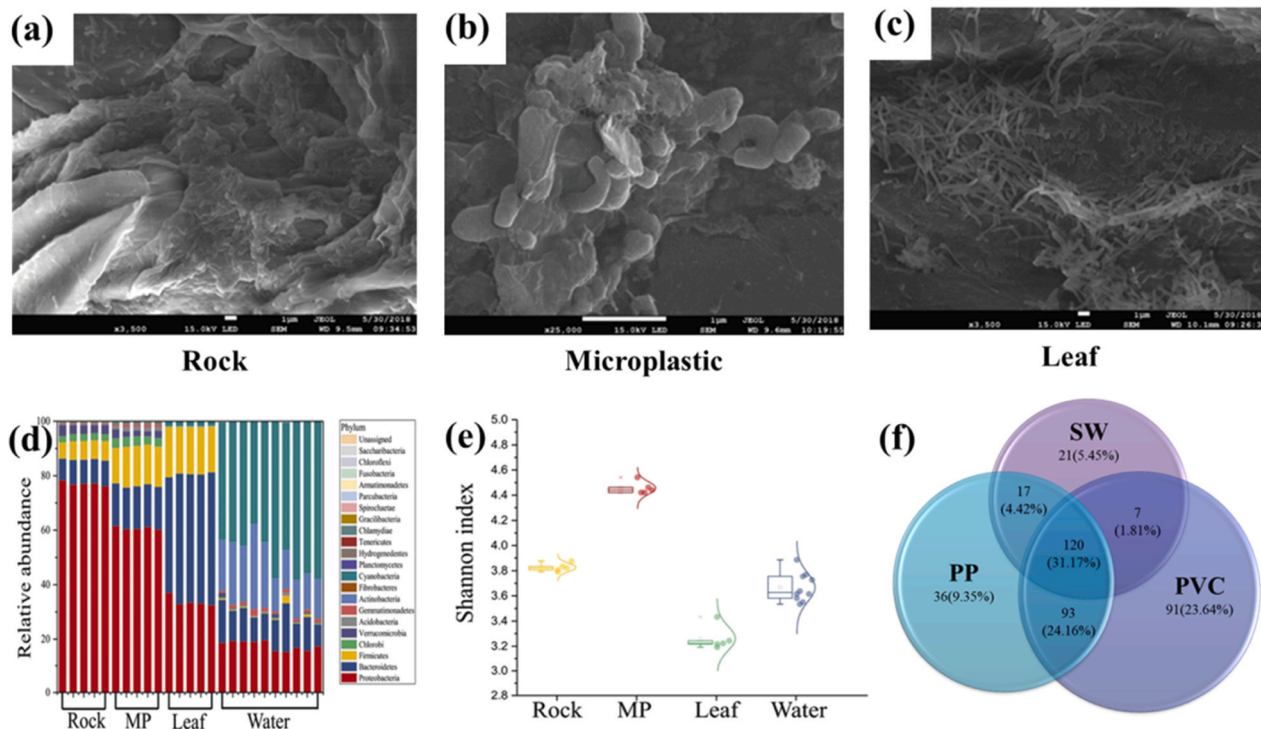 (a)
(b)
(c)
x3,500 15.0kV LED 1μm JEOL SEM 5/30/2018 WD 9.5mm 09:34:53
x25,000 15.0kV LED 1μm JEOL SEM 5/30/2018 WD 9.6mm 10:19:55
x3,500 15.0kV LED 1μm JEOL SEM 5/30/2018 WD 10.1mm 09:26:3
Rock
Microplastic
Leaf
(d)
Relative abundance
100
80
60
40
20
0
Rock MP Leaf Water
Phylum
Unassigned
Saccharibacteria
Chloroflexi
Fusobacteria
Armatimonadetes
Parcubacteria
Spirochaetae
Gracilibacteria
Chlamydiae
Tenericutes
Hydrogenedentes
Planctomycetes
Cyanobacteria
Fibrobacteres
Actinobacteria
Gemmatimonadetes
Acidobacteria
Verrucomicrobia
Chlorobi
Firmicutes
Bacteroidetes
Proteobacteria
(e)
Shannon index
5.0
4.8
4.6
4.4
4.2
4.0
3.8
3.6
3.4
3.2
3.0
2.8
Rock MP Leaf Water
(f)
SW
21(5.45%)
17
(4.42%)
7
(1.81%)
120
(31.17%)
PP
36(9.35%)
PVC
91(23.64%)
93
(24.16%)